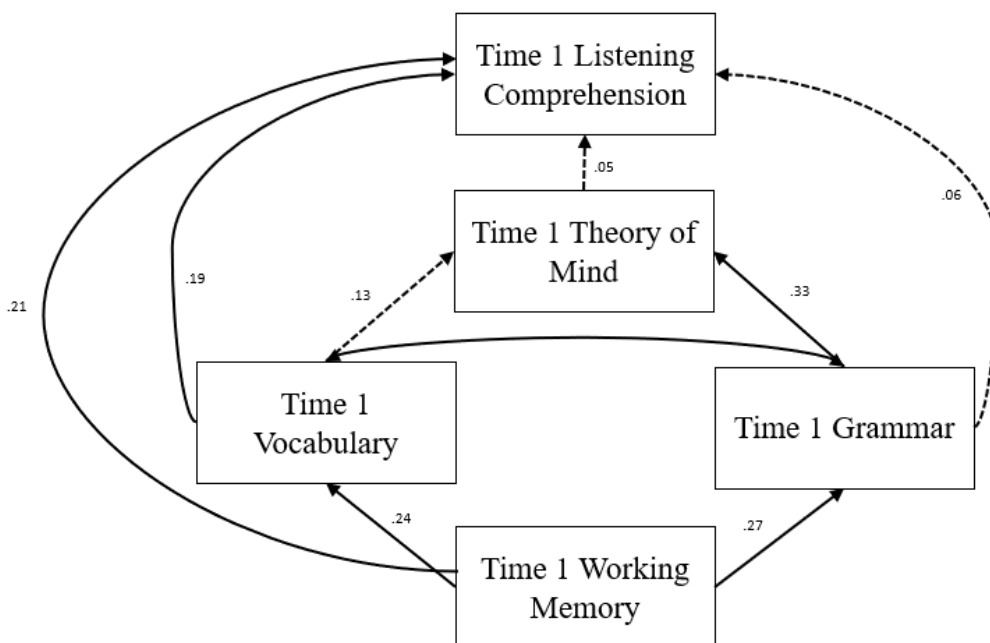 Time 1 Listening
Comprehension
.05
.06
Time 1 Theory of
Mind
.19
.13
.33
.21
Time 1
Vocabulary
Time 1 Grammar
.24
.27
Time 1 Working
Memory